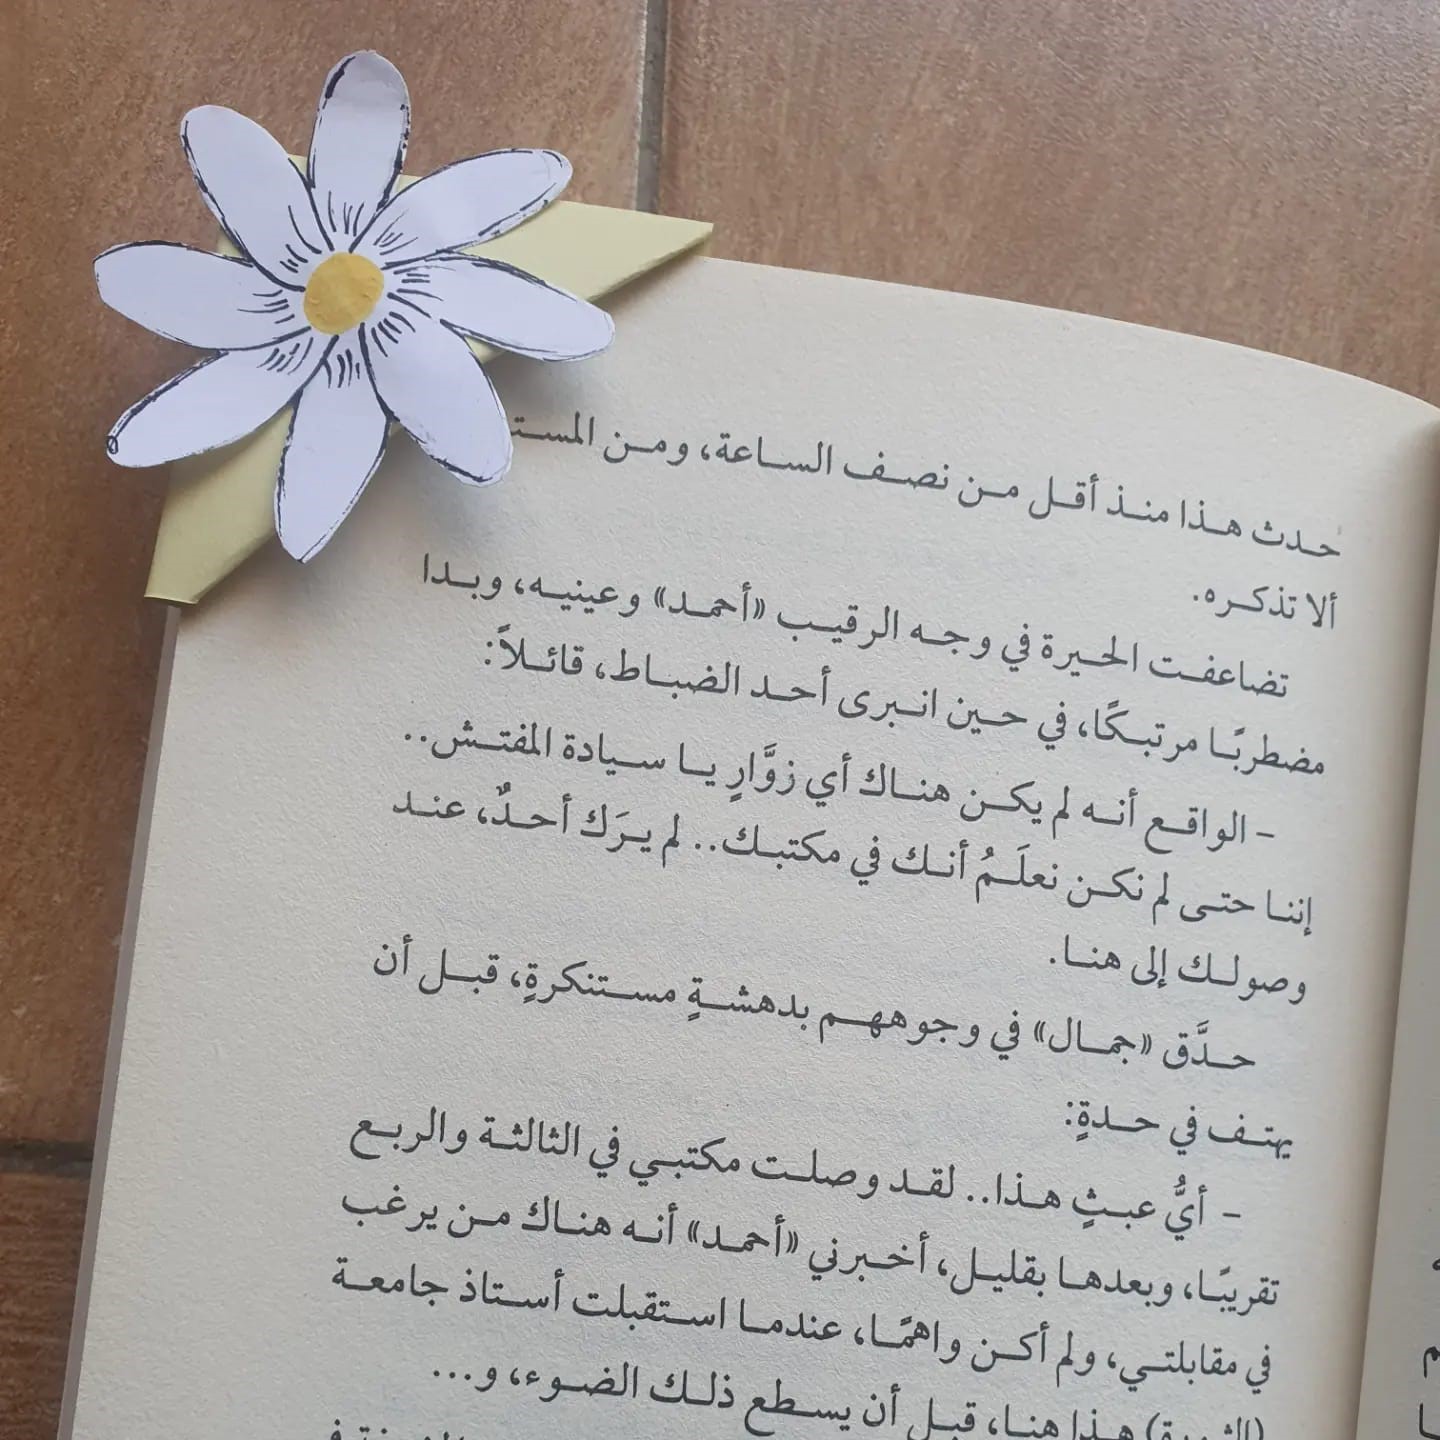 حدث هذا منذ أقل من نصف الساعة، ومن المست
ألا تذكره.
تضاعفت الحيرة في وجه الرقيب «أحمد» وعينيه، وبدا
مضطربًا مرتبكًا، في حين انبرى أحد الضباط، قائلاً:
- الواقع أنه لم يكن هناك أي زوَّارٍ يا سيادة المفتش..
إننا حتى لم نكن نعلَمُ أنك في مكتبك.. لم يرَك أحدٌ، عند
وصولك إلى هنا.
حدَّق «جمال» في وجوههم بدهشةٍ مستنكرةٍ، قبل أن
يهتف في حدةٍ:
- أيُّ عبثٍ هذا.. لقد وصلت مكتبي في الثالثة والربع
تقريبًا، وبعدها بقليل، أخبرني «أحمد» أنه هناك من يرغب
في مقابلتي، ولم أكن واهمًا، عندما استقبلت أستاذ جامعة
هذا هنا، قبل أن يسطع ذلك الضوء، و...